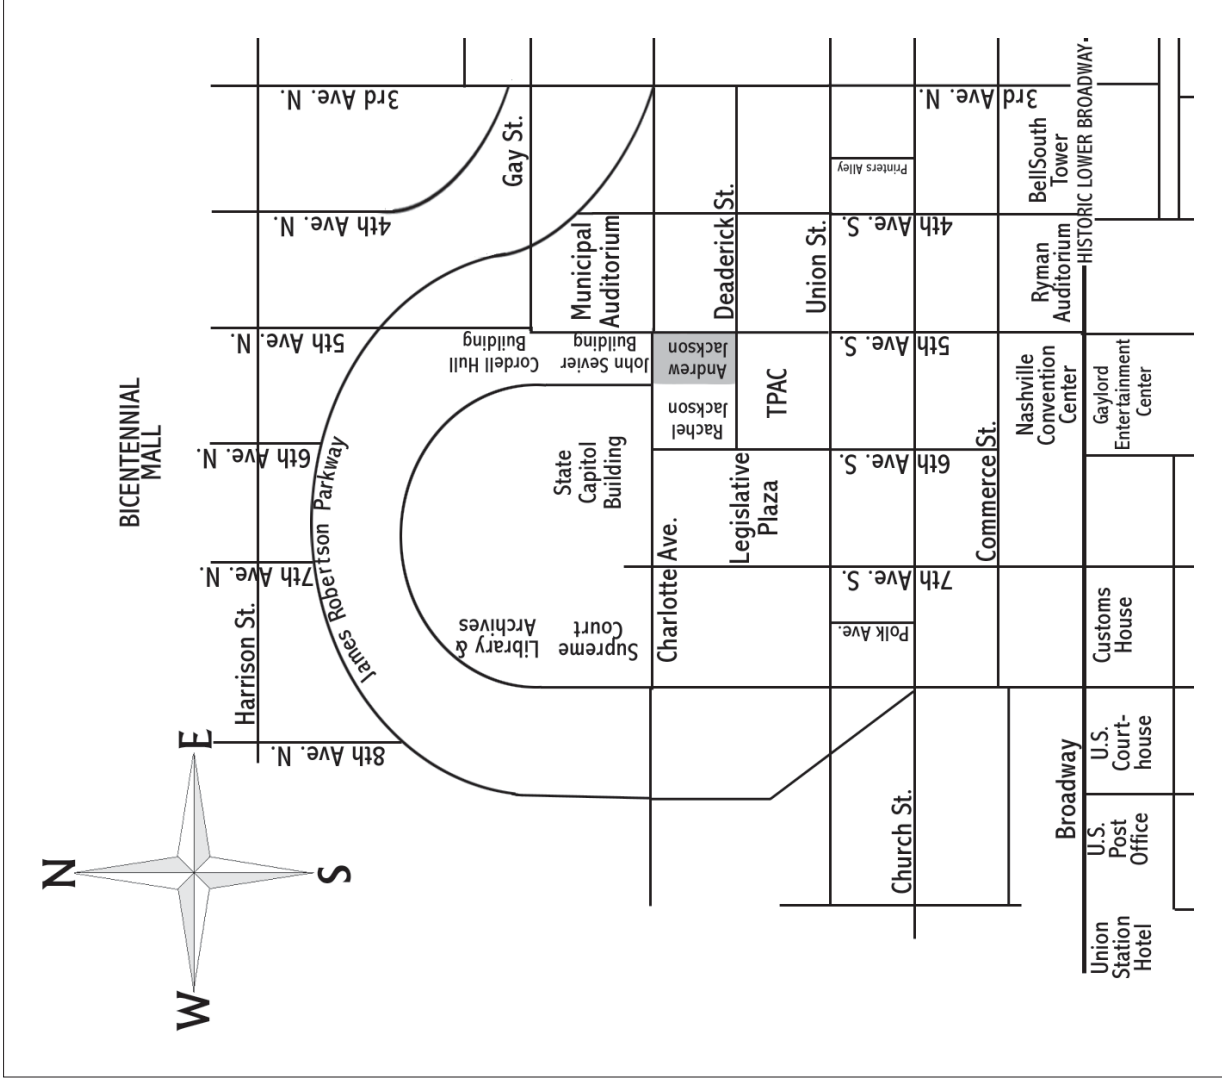 3rd Ave. N.
3rd Ave. N.
4th Ave. N.
4th Ave. S.
5th Ave. N.
5th Ave. S.
6th Ave. N.
6th Ave. S.
7th Ave. N.
7th Ave. S.
8th Ave. N.
Gay St.
Printers Alley
BellSouth
Tower
HISTORIC LOWER BROADWAY
Municipal
Auditorium
Deaderick St.
Union St.
Ryman
Auditorium
Cordell Hull
Building
John Sevier
Building
Andrew
Jackson
Rachel
Jackson
TPAC
Nashville
Convention
Center
Gaylord
Entertainment
Center
BICENTENNIAL
MALL
James Robertson Parkway
State
Capitol
Building
Legislative
Plaza
Commerce St.
Charlotte Ave.
Harrison St.
Library &
Archives
Supreme
Court
Polk Ave.
Customs
House
Broadway
U.S.
Court-
house
Church St.
U.S.
Post
Office
Union
Station
Hotel
N
E
S
W